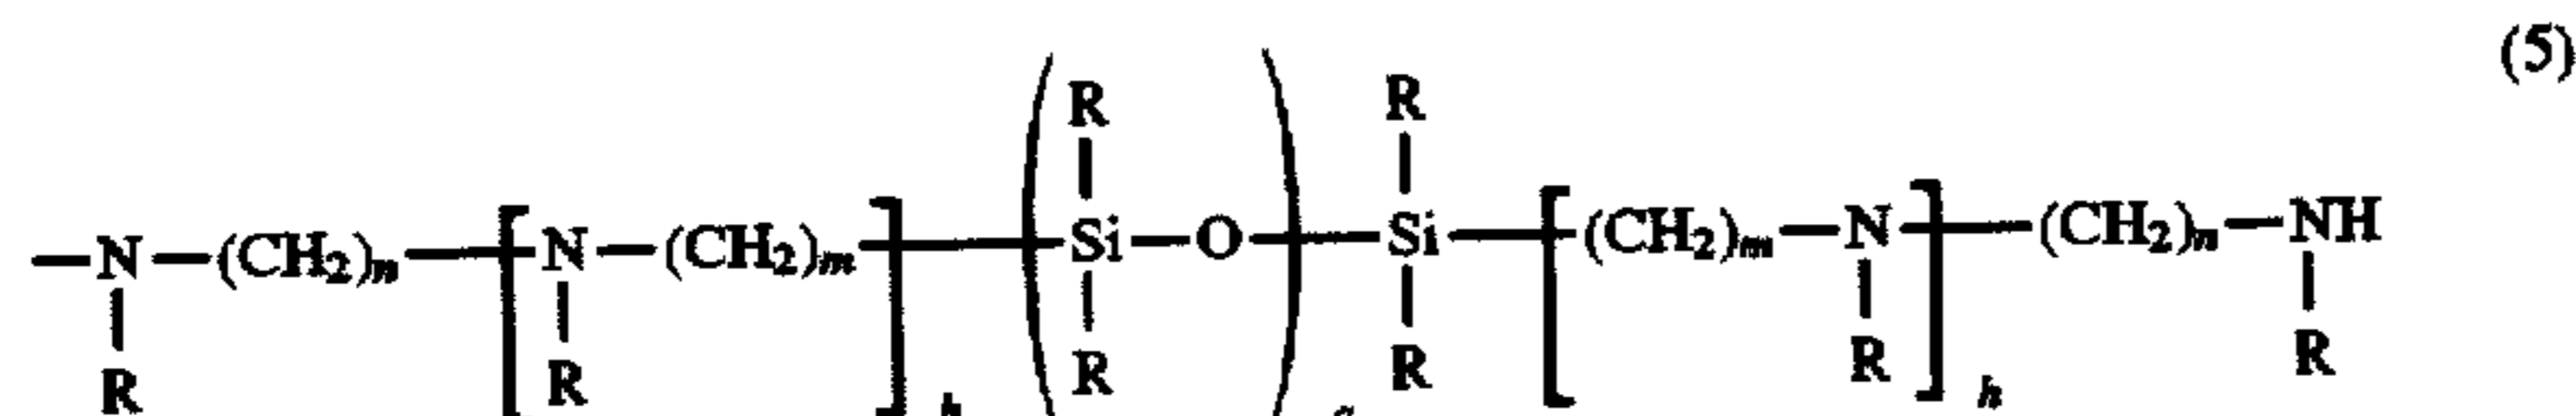 (5)
R R
—N—(CH₂)ₙ—[N—(CH₂)ₘ]—(Si—O)—Si—[(CH₂)ₘ—N]ₕ—(CH₂)ₙ—NH
R R R R R R